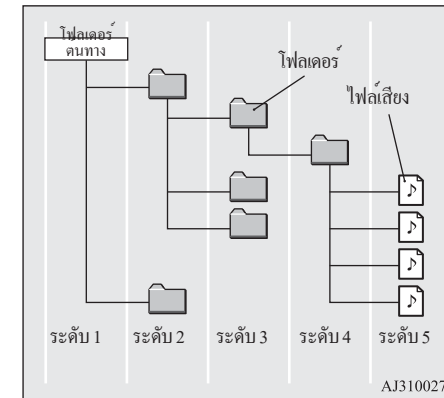 โฟลเดอร์
ตนทาง
โฟลเดอร์
ไฟล์เสียง
ระดับ 1
ระดับ 2
ระดับ 3
ระดับ 4
ระดับ 5
AJ310027